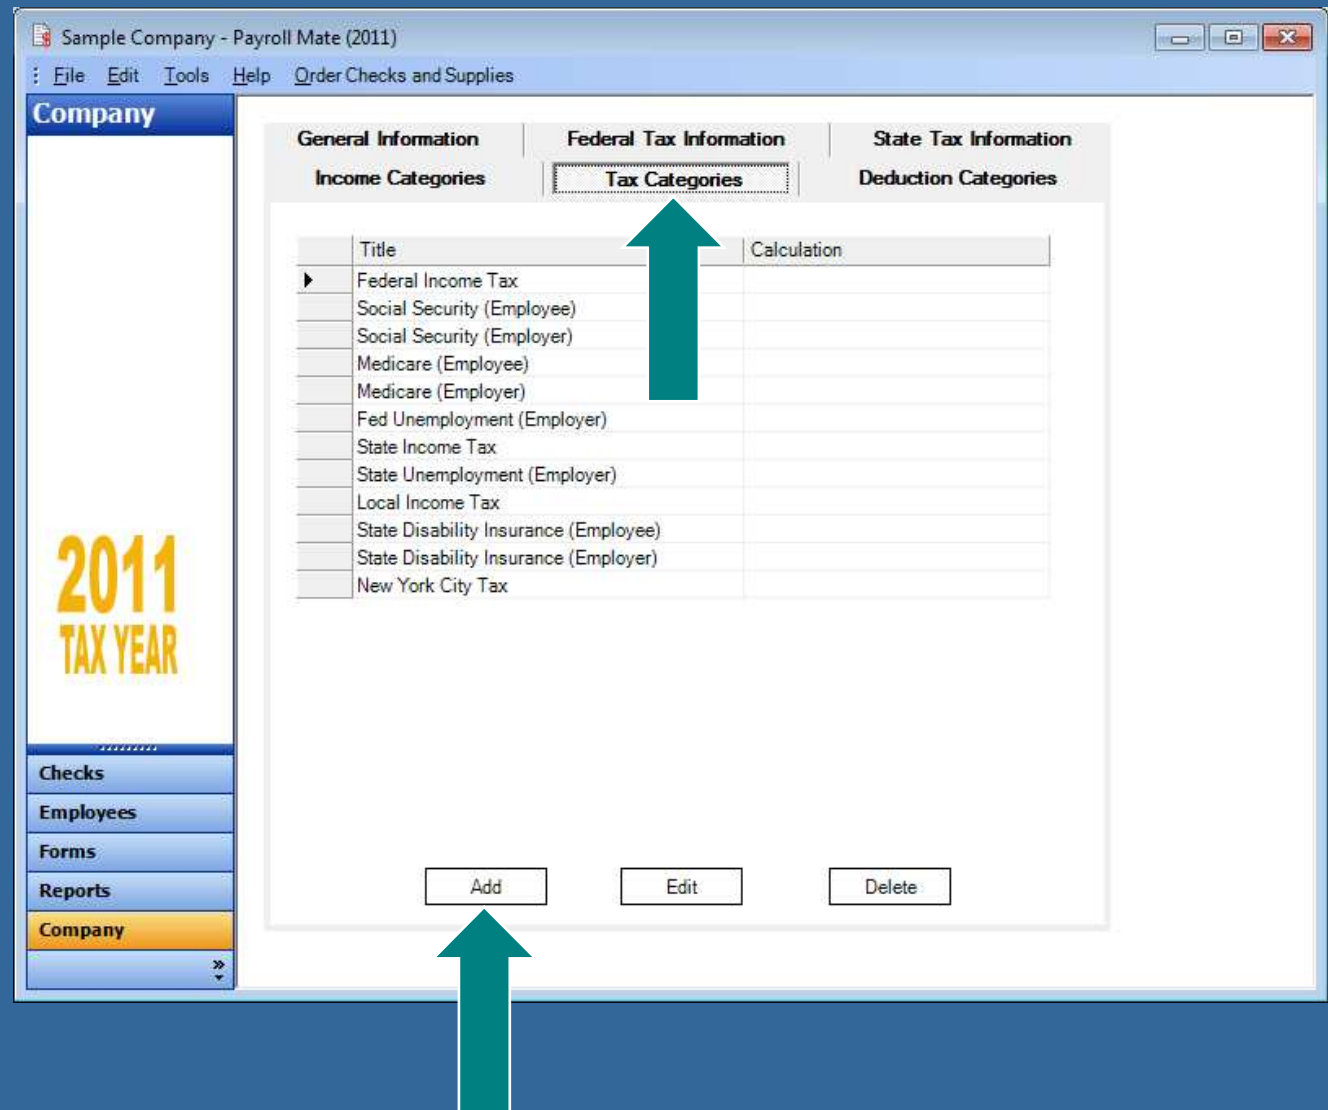 Sample Company - Payroll Mate (2011)
File Edit Tools Help Order Checks and Supplies
Company
General Information Federal Tax Information State Tax Information
Income Categories Tax Categories Deduction Categories
Title Calculation
Federal Income Tax
Social Security (Employee)
Social Security (Employer)
Medicare (Employee)
Medicare (Employer)
Fed Unemployment (Employer)
State Income Tax
State Unemployment (Employer)
Local Income Tax
State Disability Insurance (Employee)
State Disability Insurance (Employer)
New York City Tax
2011
TAX YEAR
Checks
Employees
Forms
Reports
Company
Add Edit Delete